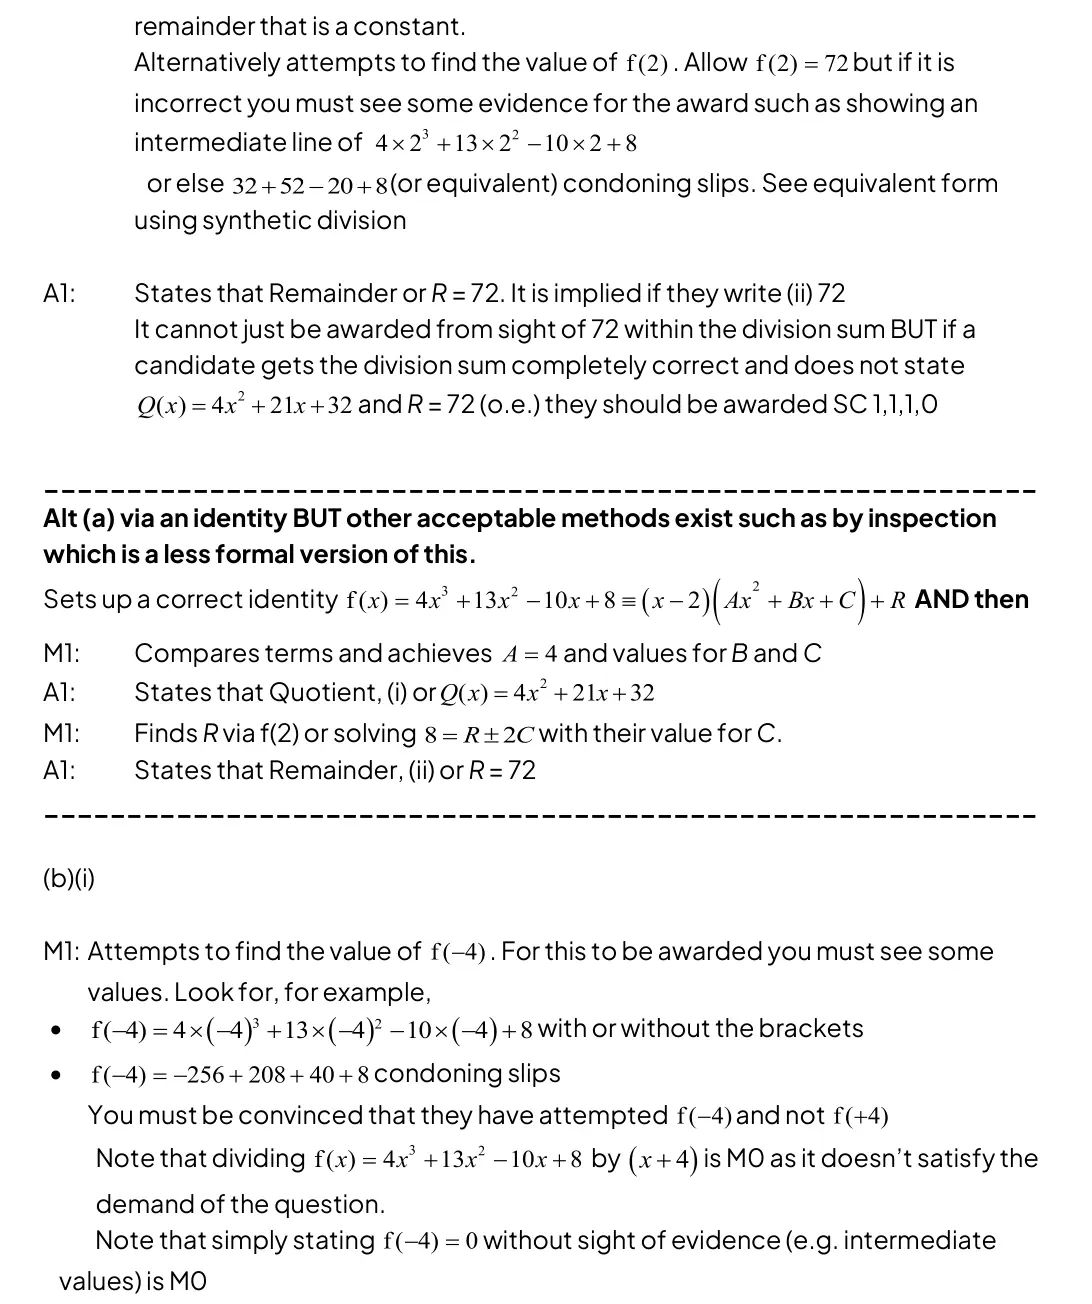 remainder that is a constant.
Alternatively attempts to find the value of f(2). Allow f(2) = 72 but if it is
incorrect you must see some evidence for the award such as showing an
intermediate line of 4×2³ +13×2² −10×2+8
or else 32+52−20+8(or equivalent) condoning slips. See equivalent form
using synthetic division
A1: States that Remainder or R = 72. It is implied if they write (ii) 72
It cannot just be awarded from sight of 72 within the division sum BUT if a
candidate gets the division sum completely correct and does not state
Q(x) = 4x² +21x+32 and R = 72 (o.e.) they should be awarded SC 1,1,1,0
Alt (a) via an identity BUT other acceptable methods exist such as by inspection
which is a less formal version of this.
Sets up a correct identity f(x) = 4x³ +13x² −10x+8 ≡ (x−2)(Ax² + Bx+C)+ R AND then
M1: Compares terms and achieves A = 4 and values for B and C
A1: States that Quotient, (i) or Q(x) = 4x² +21x+32
M1: Finds R via f(2) or solving 8 = R±2C with their value for C.
A1: States that Remainder, (ii) or R = 72
(b)(i)
M1: Attempts to find the value of f(−4). For this to be awarded you must see some
values. Look for, for example,
• f(−4) = 4×(−4)³ +13×(−4)² −10×(−4)+8 with or without the brackets
• f(−4) = −256+208+40+8 condoning slips
You must be convinced that they have attempted f(−4) and not f(+4)
Note that dividing f(x) = 4x³ +13x² −10x+8 by (x+4) is M0 as it doesn't satisfy the
demand of the question.
Note that simply stating f(−4) = 0 without sight of evidence (e.g. intermediate
values) is M0